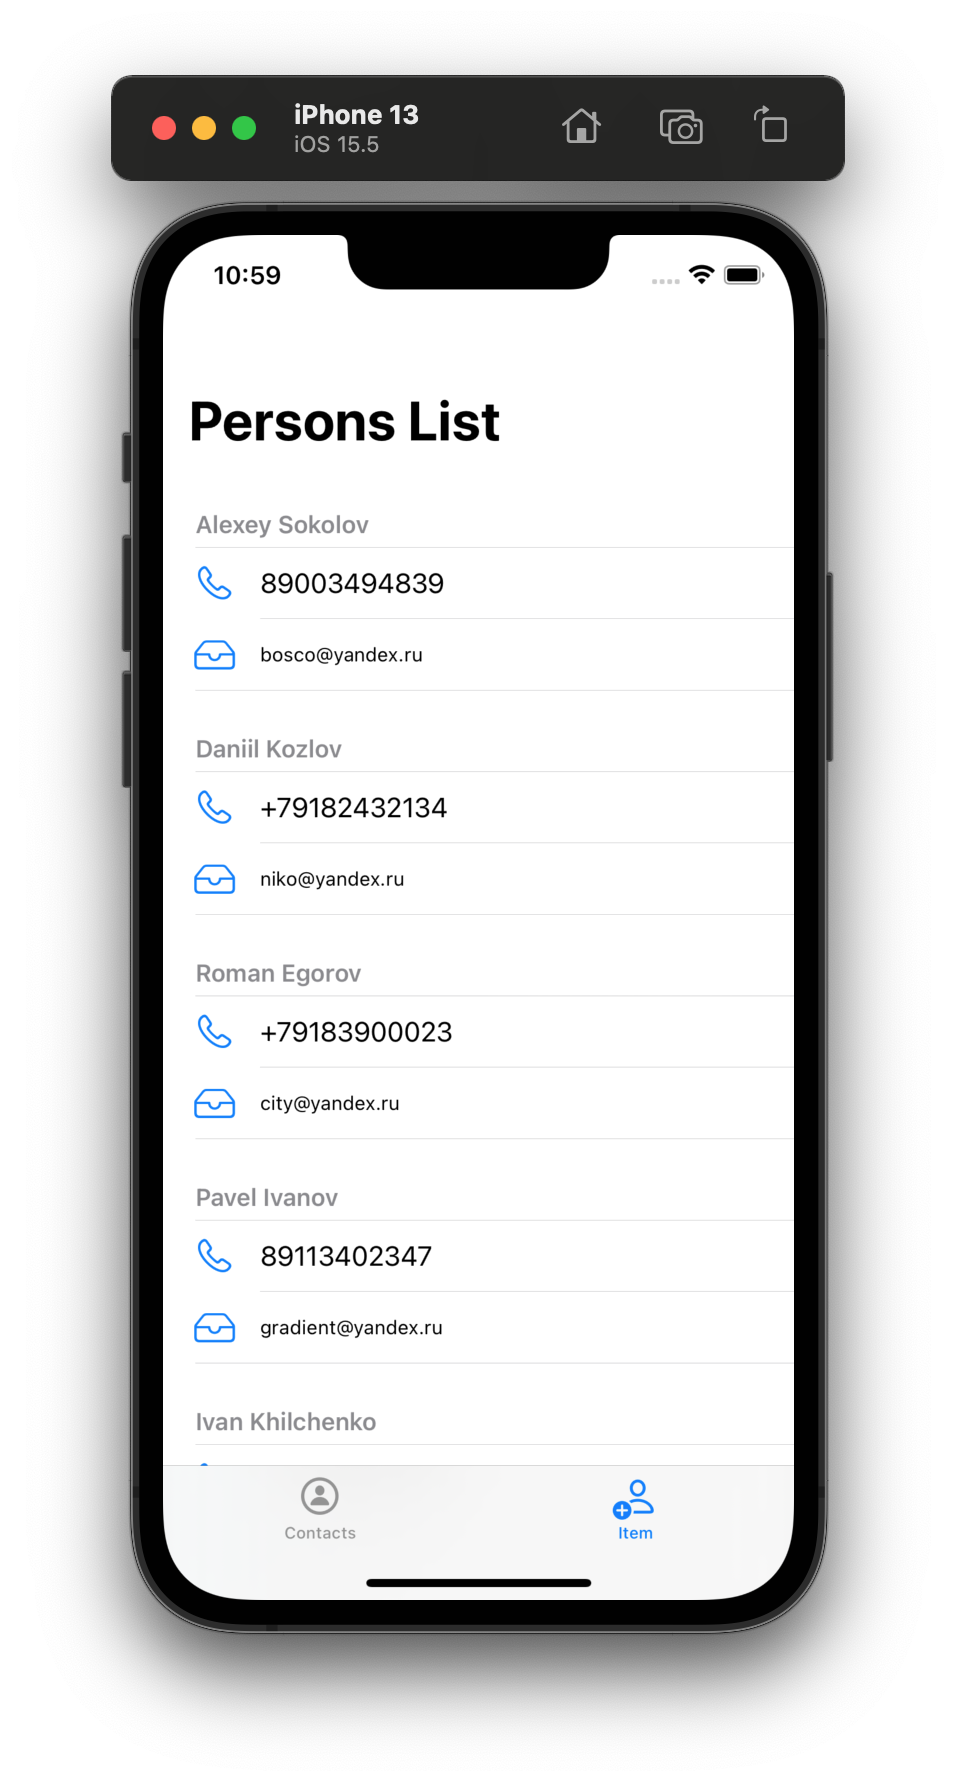 iPhone 13
iOS 15.5
10:59
Persons List
Alexey Sokolov
89003494839
bosco@yandex.ru
Daniil Kozlov
+79182432134
niko@yandex.ru
Roman Egorov
+79183900023
city@yandex.ru
Pavel Ivanov
89113402347
gradient@yandex.ru
Ivan Khilchenko
Contacts
Item